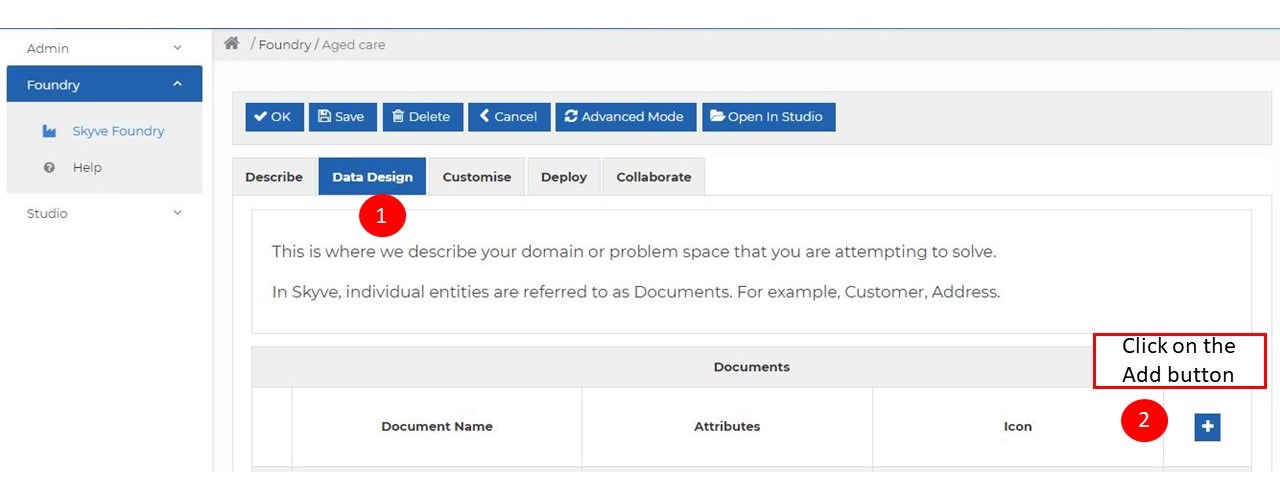 Admin
/ Foundry / Aged care
Foundry
Skyve Foundry
Help
Studio
OK Save Delete Cancel Advanced Mode Open In Studio
Describe Data Design Customise Deploy Collaborate
1
This is where we describe your domain or problem space that you are attempting to solve.
In Skyve, individual entities are referred to as Documents. For example, Customer, Address.
Documents
Click on the
Add button
Document Name Attributes Icon
2